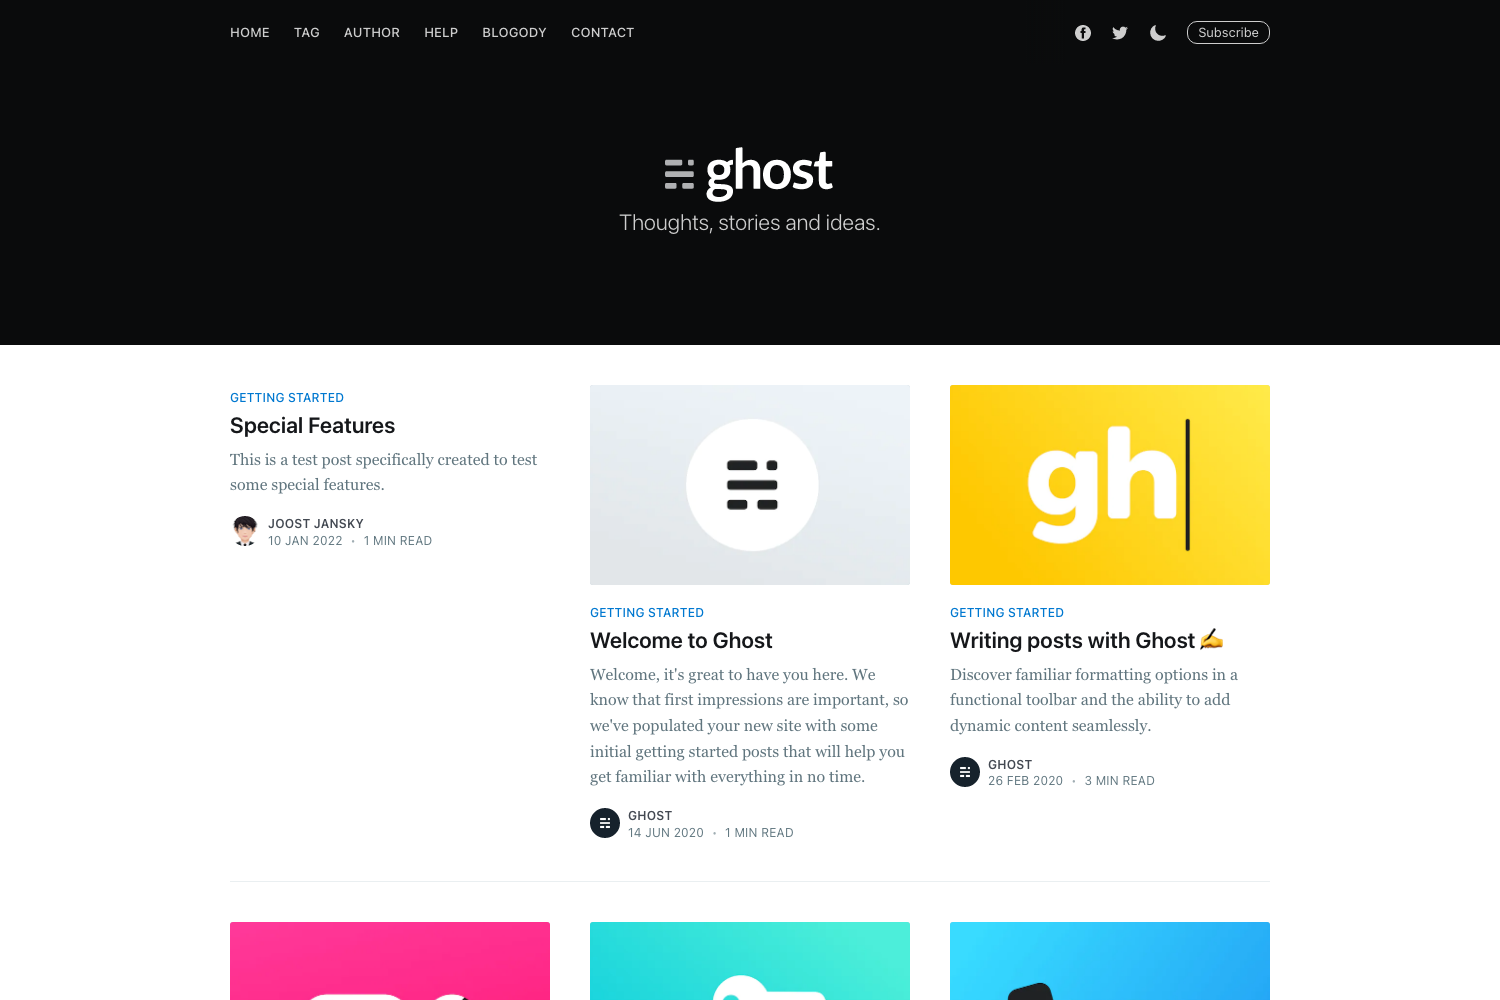 HOME TAG AUTHOR HELP BLOGODY CONTACT Subscribe
ghost
Thoughts, stories and ideas.
GETTING STARTED
Special Features
This is a test post specifically created to test
some special features.
JOOST JANSKY
10 JAN 2022 • 1 MIN READ
GETTING STARTED
Welcome to Ghost
Welcome, it's great to have you here. We
know that first impressions are important, so
we've populated your new site with some
initial getting started posts that will help you
get familiar with everything in no time.
GHOST
14 JUN 2020 • 1 MIN READ
gh
GETTING STARTED
Writing posts with Ghost ✍️
Discover familiar formatting options in a
functional toolbar and the ability to add
dynamic content seamlessly.
GHOST
26 FEB 2020 • 3 MIN READ